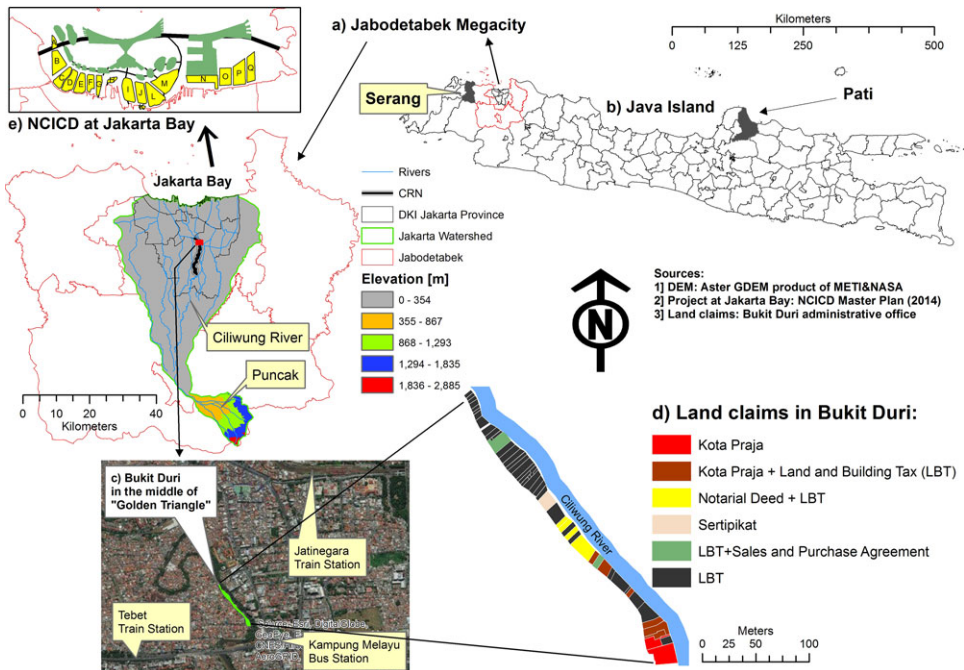 a) Jabodetabek Megacity
Kilometers
0 125 250 500
B
D
E
F
I
J
L
M
N
O
P
Q
e) NCICD at Jakarta Bay
Serang
b) Java Island
Pati
Jakarta Bay
Rivers
CRN
DKI Jakarta Province
Jakarta Watershed
Jabodetabek
Elevation [m]
0 - 354
355 - 867
868 - 1,293
1,294 - 1,835
1,836 - 2,885
Ciliwung River
Puncak
0 10 20 40
Kilometers
N
Sources:
1] DEM: Aster GDEM product of METI&NASA
2] Project at Jakarta Bay: NCICD Master Plan (2014)
3] Land claims: Bukit Duri administrative office
c) Bukit Duri
in the middle of
"Golden Triangle"
Jatinegara
Train Station
Tebet
Train Station
Kampung Melayu
Bus Station
Esri, DigitalGlobe,
GeoEye,
Ciliwung River
d) Land claims in Bukit Duri:
Kota Praja
Kota Praja + Land and Building Tax (LBT)
Notarial Deed + LBT
Sertipikat
LBT+Sales and Purchase Agreement
LBT
Meters
0 50 100